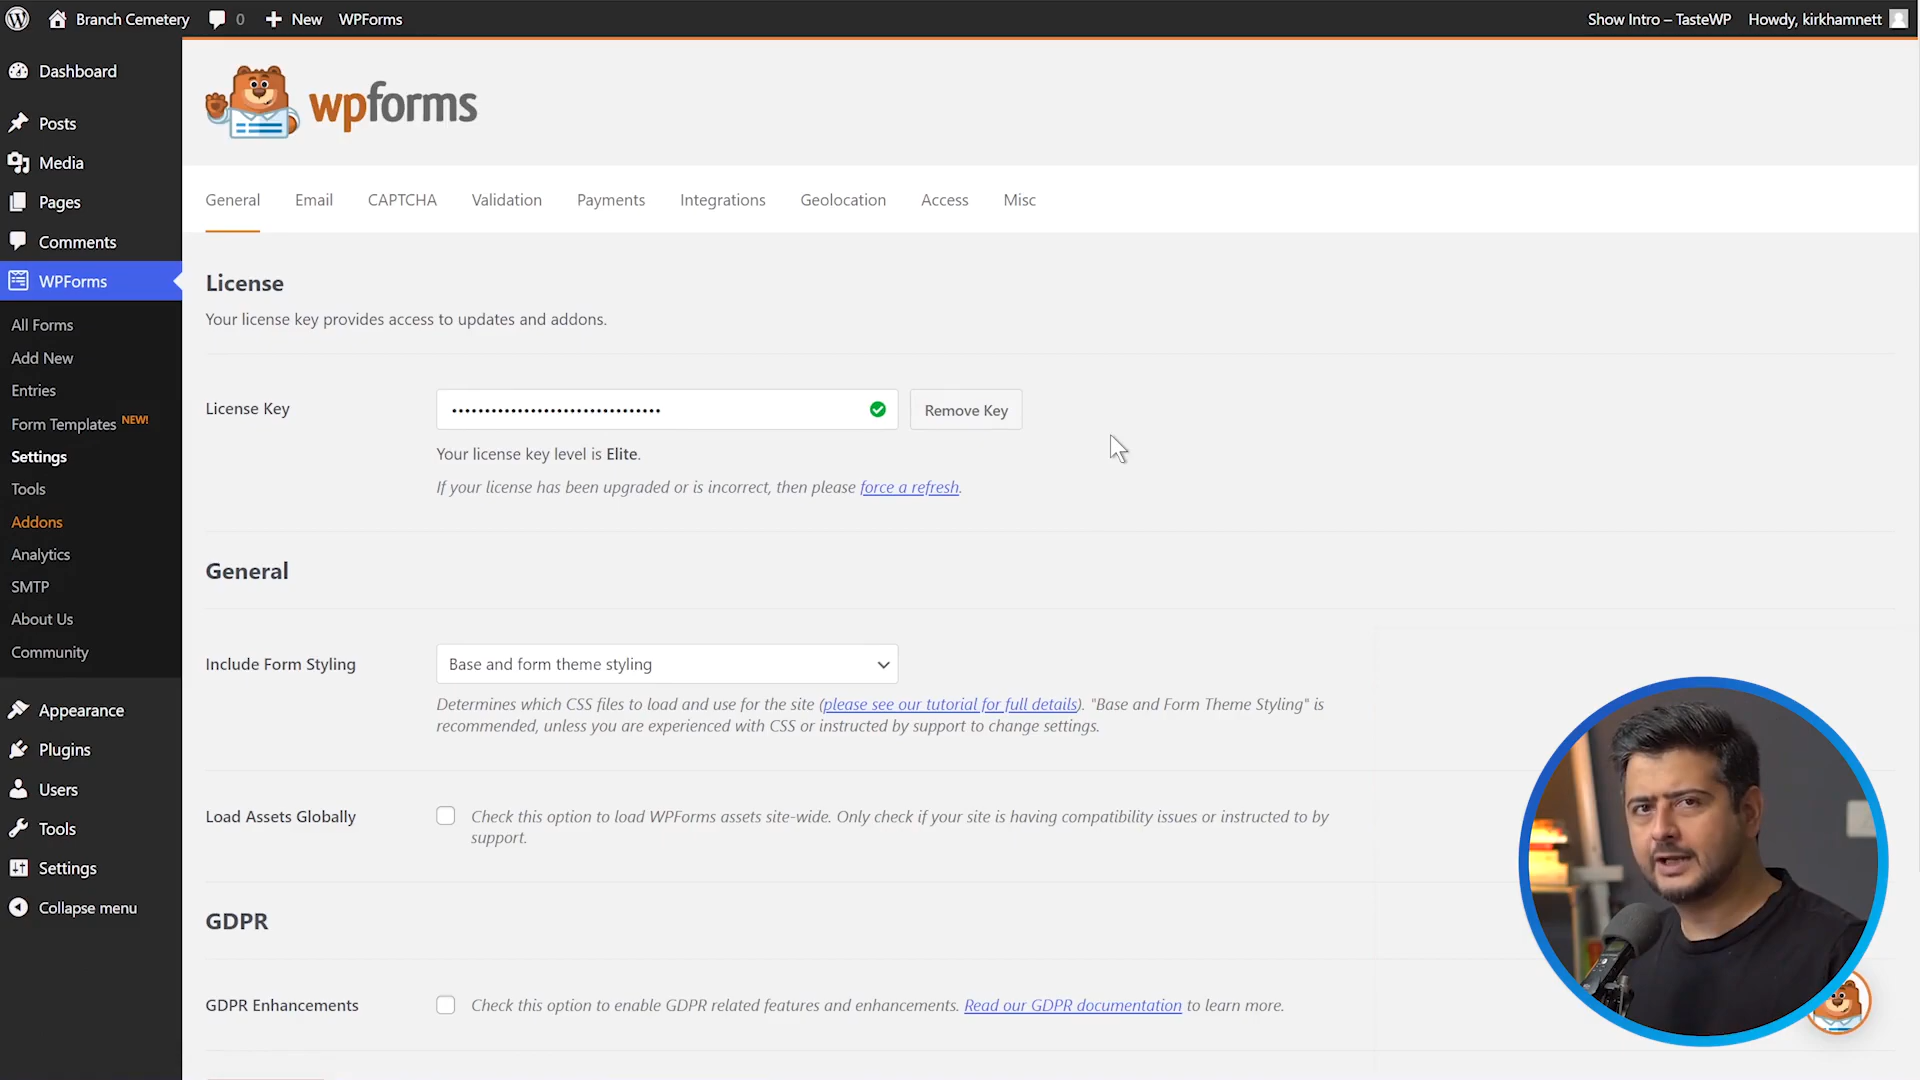 Branch Cemetery 0 New WPForms Show Intro – TasteWP Howdy, kirkhamnett
Dashboard
Posts
Media
Pages
Comments
WPForms
All Forms
Add New
Entries
Form Templates NEW!
Settings
Tools
Addons
Analytics
SMTP
About Us
Community
Appearance
Plugins
Users
Tools
Settings
Collapse menu
wpforms
General Email CAPTCHA Validation Payments Integrations Geolocation Access Misc
License
Your license key provides access to updates and addons.
License Key
Remove Key
Your license key level is Elite.
If your license has been upgraded or is incorrect, then please force a refresh.
General
Include Form Styling
Base and form theme styling
Determines which CSS files to load and use for the site (please see our tutorial for full details). "Base and Form Theme Styling" is
recommended, unless you are experienced with CSS or instructed by support to change settings.
Load Assets Globally
Check this option to load WPForms assets site-wide. Only check if your site is having compatibility issues or instructed to by
support.
GDPR
GDPR Enhancements
Check this option to enable GDPR related features and enhancements. Read our GDPR documentation to learn more.